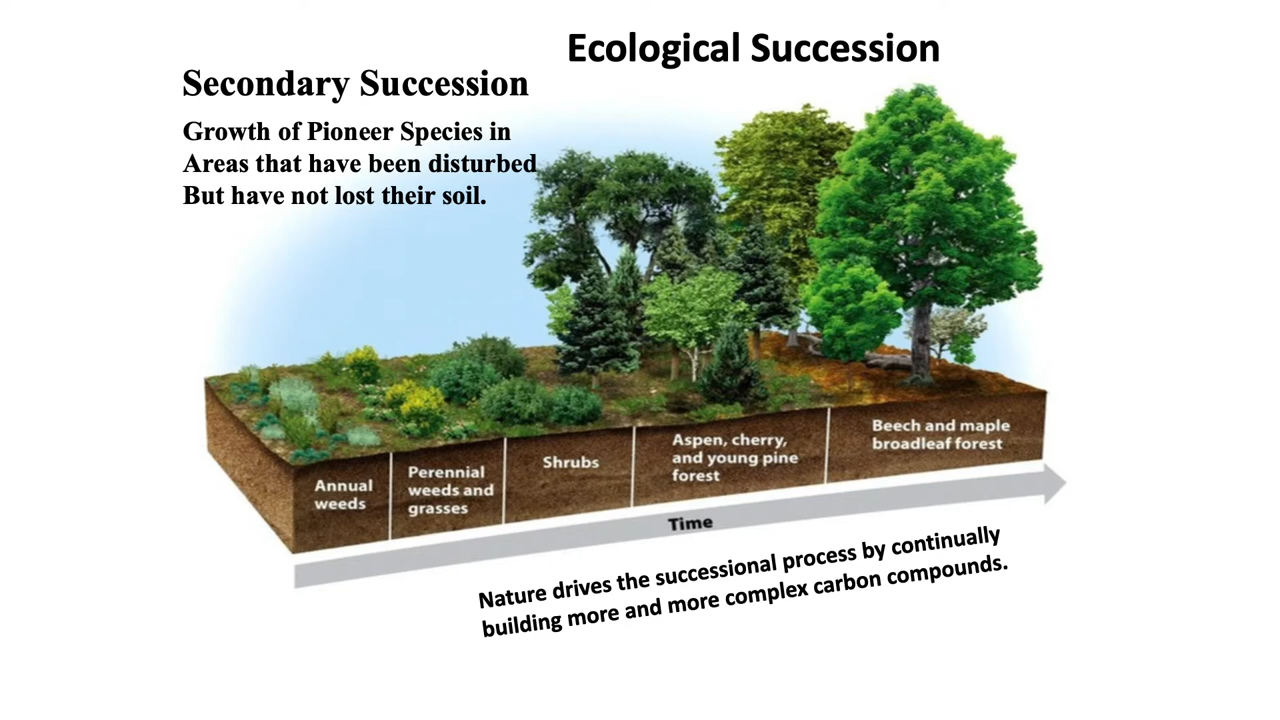 Ecological Succession
Secondary Succession
Growth of Pioneer Species in
Areas that have been disturbed
But have not lost their soil.
Annual
weeds
Perennial
weeds and
grasses
Shrubs
Aspen, cherry,
and young pine
forest
Beech and maple
broadleaf forest
Time
Nature drives the successional process by continually
building more and more complex carbon compounds.